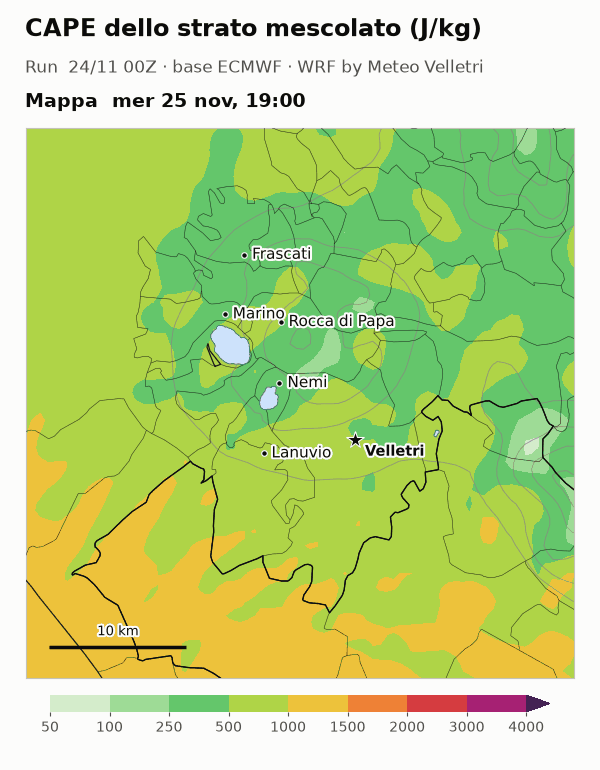 CAPE dello strato mescolato (J/kg)
Run  24/11 00Z · base ECMWF · WRF by Meteo Velletri
Mappa  mer 25 nov, 19:00
Frascati
Marino
Rocca di Papa
Nemi
Velletri
Lanuvio
10 km
50 100 250 500 1000 1500 2000 3000 4000